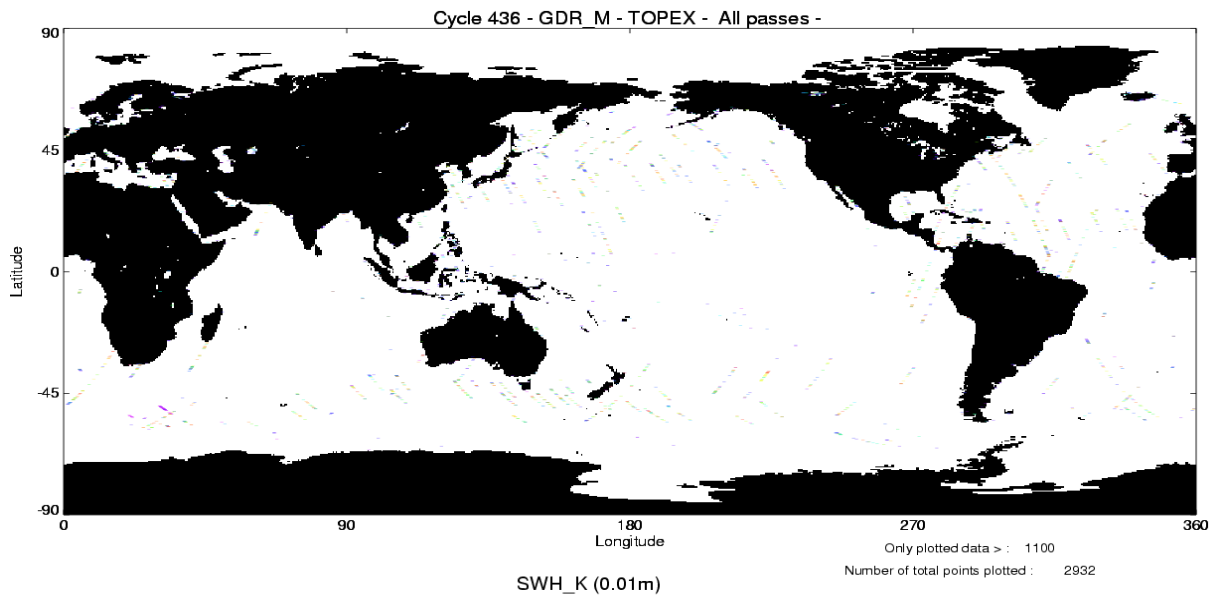 Cycle 436 - GDR_M - TOPEX - All passes -
90
45
0
-45
-90
Latitude
0 90 180 270 360
Longitude
Only plotted data > : 1100
Number of total points plotted : 2932
SWH_K (0.01m)